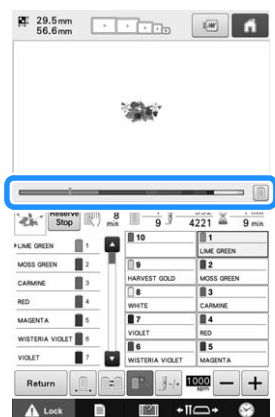 29.5mm
56.6mm
Reserve
Stop
8
min
9
4221
9 min
LIME GREEN 1
MOSS GREEN 2
CARMINE 3
RED 4
MAGENTA 5
WISTERIA VIOLET 6
VIOLET 7
10
1
LIME GREEN
9
HARVEST GOLD
2
MOSS GREEN
8
WHITE
3
CARMINE
7
VIOLET
4
RED
6
WISTERIA VIOLET
5
MAGENTA
Return
1000
spm
Lock